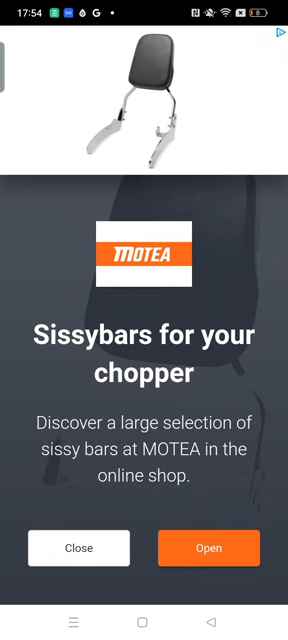 17:54
8
MOTEA
Sissybars for your
chopper
Discover a large selection of
sissy bars at MOTEA in the
online shop.
Close
Open